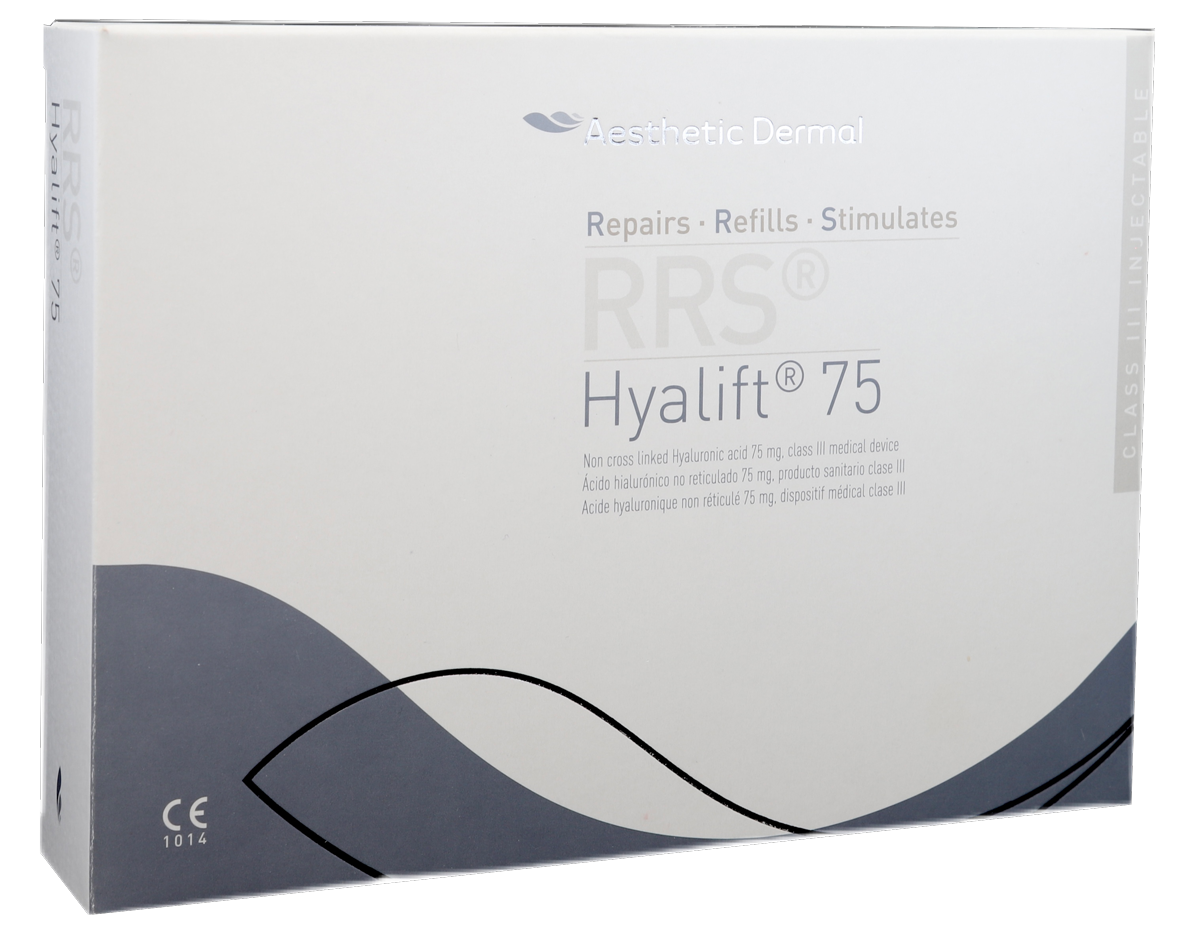 Aesthetic Dermal
Repairs · Refills · Stimulates
RRS®
Hyalift® 75
Non cross linked Hyaluronic acid 75 mg, class III medical device
Ácido hialurónico no reticulado 75 mg, producto sanitario clase III
Acide hyaluronique non réticulé 75 mg, dispositif médical clase III
CLASS III INJECTABLE
RRS®
Hyalift® 75
CE
1014